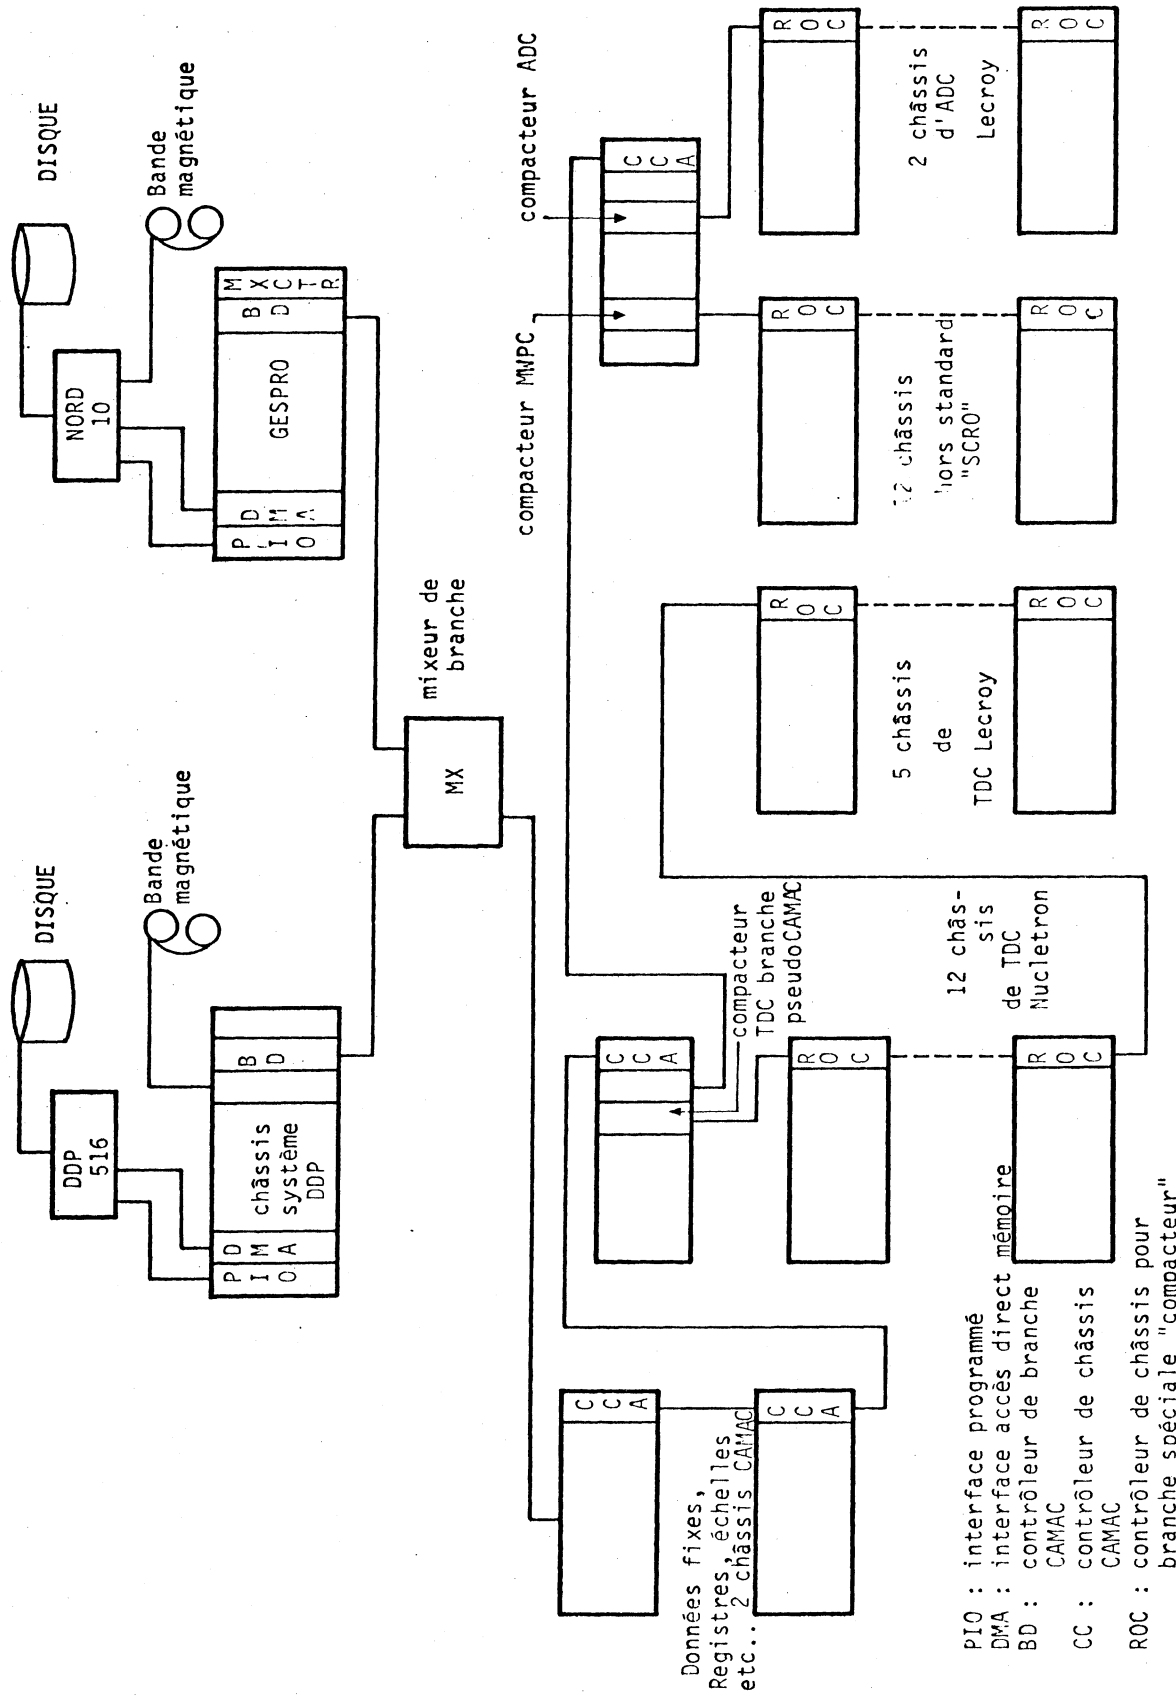 DISQUE
DDP
516
Bande
magnétique
P
I
O
D
M
A
châssis
système
DDP
B
D
DISQUE
NORD
10
Bande
magnétique
P
I
O
D
M
A
GESPRO
B
D
M
X
C
T
R
MX
mixeur de
branche
C
C
A
Données fixes,
Registres, échelles
etc.. 2 châssis CAMAC
C
C
A
C
C
A
compacteur
TDC branche
pseudoCAMAC
R
O
C
12 châs-
sis
de TDC
Nucletron
R
O
C
R
O
C
5 châssis
de
TDC Lecroy
R
O
C
compacteur MWPC
compacteur ADC
C
C
A
R
O
C
12 châssis
hors standard
"SCRO"
R
O
C
R
O
C
2 châssis
d'ADC
Lecroy
R
O
C
PIO : interface programmé
DMA : interface accès direct mémoire
BD : contrôleur de branche
CAMAC
CC : contrôleur de châssis
CAMAC
ROC : contrôleur de châssis pour
branche spéciale "compacteur"